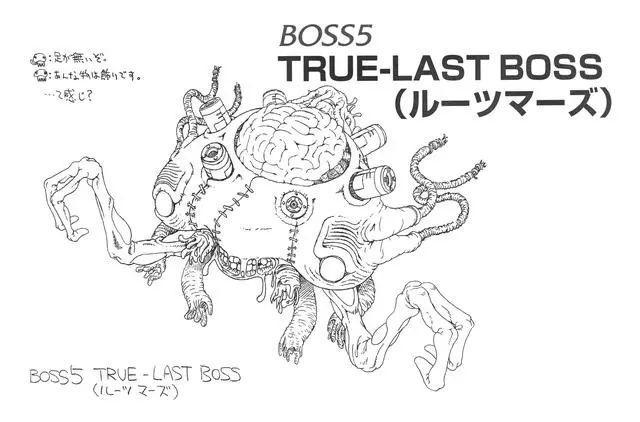 BOSS5
TRUE-LAST BOSS
(ルーツマーズ)
:足が無いぞ。
:あんな物は飾りです。
…て感じ?
BOSS5 TRUE-LAST BOSS
(ルーツ マーズ)